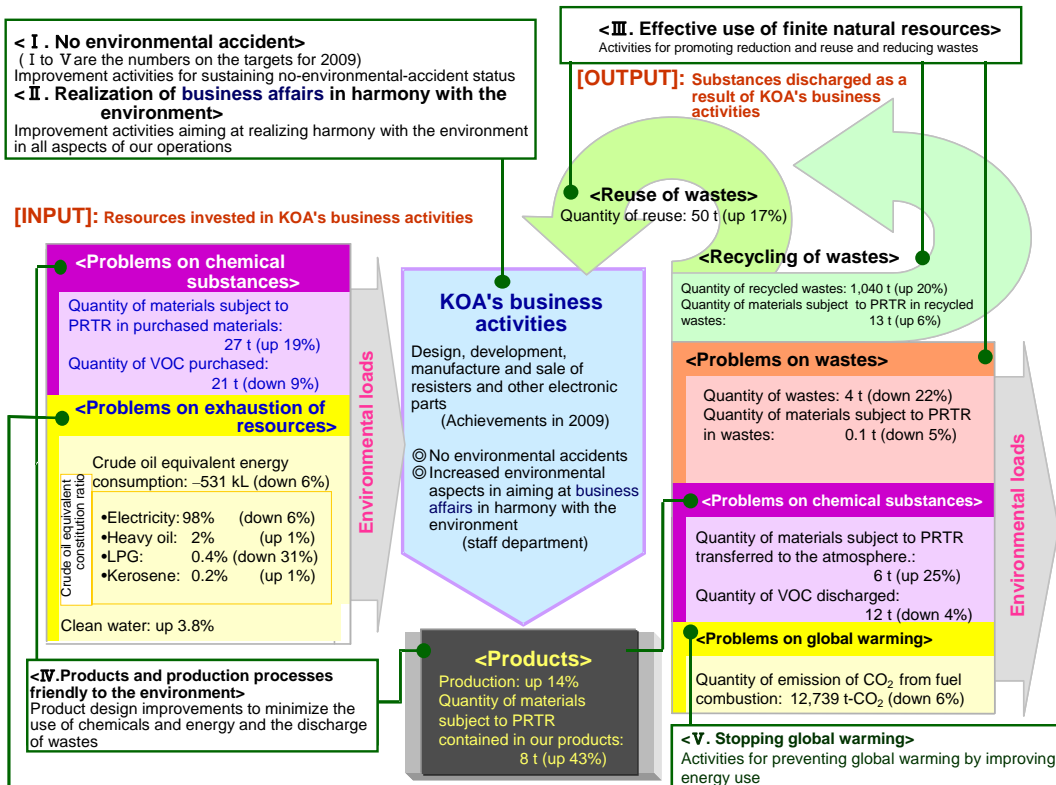 <Ⅰ. No environmental accident>
(Ⅰ to Ⅴ are the numbers on the targets for 2009)
Improvement activities for sustaining no-environmental-accident status
<Ⅱ. Realization of business affairs in harmony with the
environment>
Improvement activities aiming at realizing harmony with the environment
in all aspects of our operations
<Ⅲ. Effective use of finite natural resources>
Activities for promoting reduction and reuse and reducing wastes
[OUTPUT]: Substances discharged as a
result of KOA's business
activities
<Reuse of wastes>
Quantity of reuse: 50 t (up 17%)
[INPUT]: Resources invested in KOA's business activities
<Recycling of wastes>
Quantity of recycled wastes: 1,040 t (up 20%)
Quantity of materials subject to PRTR in recycled
wastes: 13 t (up 6%)
<Problems on chemical
substances>
Quantity of materials subject to
PRTR in purchased materials:
27 t (up 19%)
Quantity of VOC purchased:
21 t (down 9%)
<Problems on exhaustion of
resources>
Crude oil equivalent energy
consumption: –531 kL (down 6%)
Crude oil equivalent
constitution ratio
•Electricity: 98% (down 6%)
•Heavy oil: 2% (up 1%)
•LPG: 0.4% (down 31%)
•Kerosene: 0.2% (up 1%)
Clean water: up 3.8%
Environmental loads
KOA's business
activities
Design, development,
manufacture and sale of
resisters and other electronic
parts
(Achievements in 2009)
◎No environmental accidents
◎Increased environmental
aspects in aiming at business
affairs in harmony with the
environment
(staff department)
<Problems on wastes>
Quantity of wastes: 4 t (down 22%)
Quantity of materials subject to PRTR
in wastes: 0.1 t (down 5%)
<Problems on chemical substances>
Quantity of materials subject to PRTR
transferred to the atmosphere.:
6 t (up 25%)
Quantity of VOC discharged:
12 t (down 4%)
<Problems on global warming>
Quantity of emission of CO₂ from fuel
combustion: 12,739 t-CO₂ (down 6%)
Environmental loads
<Ⅳ.Products and production processes
friendly to the environment>
Product design improvements to minimize the
use of chemicals and energy and the discharge
of wastes
<Products>
Production: up 14%
Quantity of materials
subject to PRTR
contained in our products:
8 t (up 43%)
<Ⅴ. Stopping global warming>
Activities for preventing global warming by improving
energy use